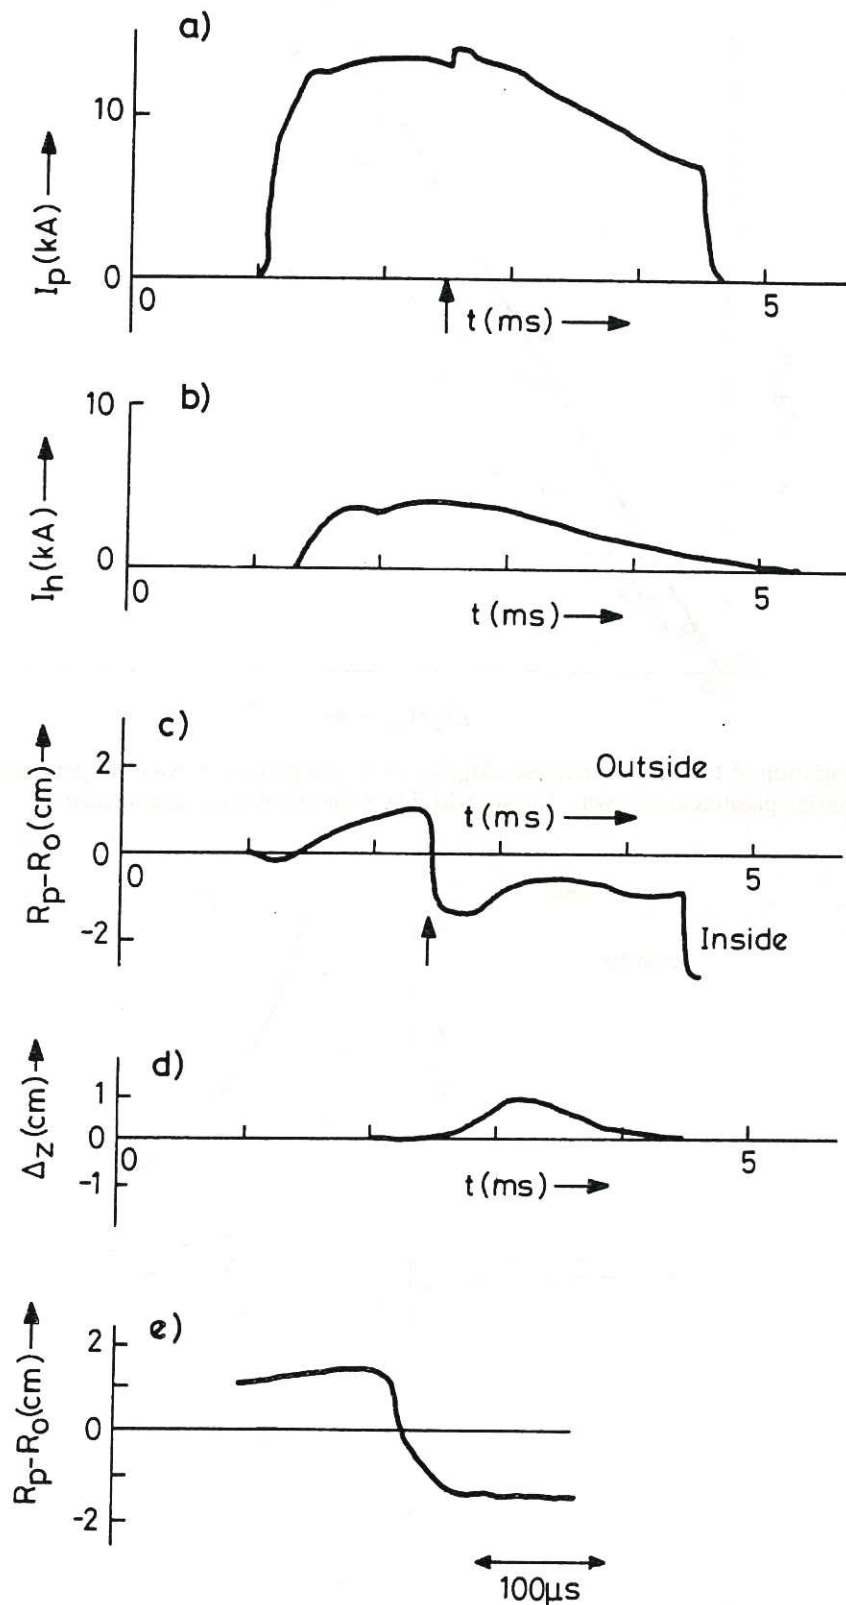 a)
10
0
I_p(kA)
0
5
t(ms)
b)
10
0
I_h(kA)
0
5
t(ms)
c)
2
0
-2
R_p-R_o(cm)
0
5
Outside
t(ms)
Inside
d)
1
0
-1
Δ_z(cm)
0
5
t(ms)
e)
2
0
-2
R_p-R_o(cm)
100μs